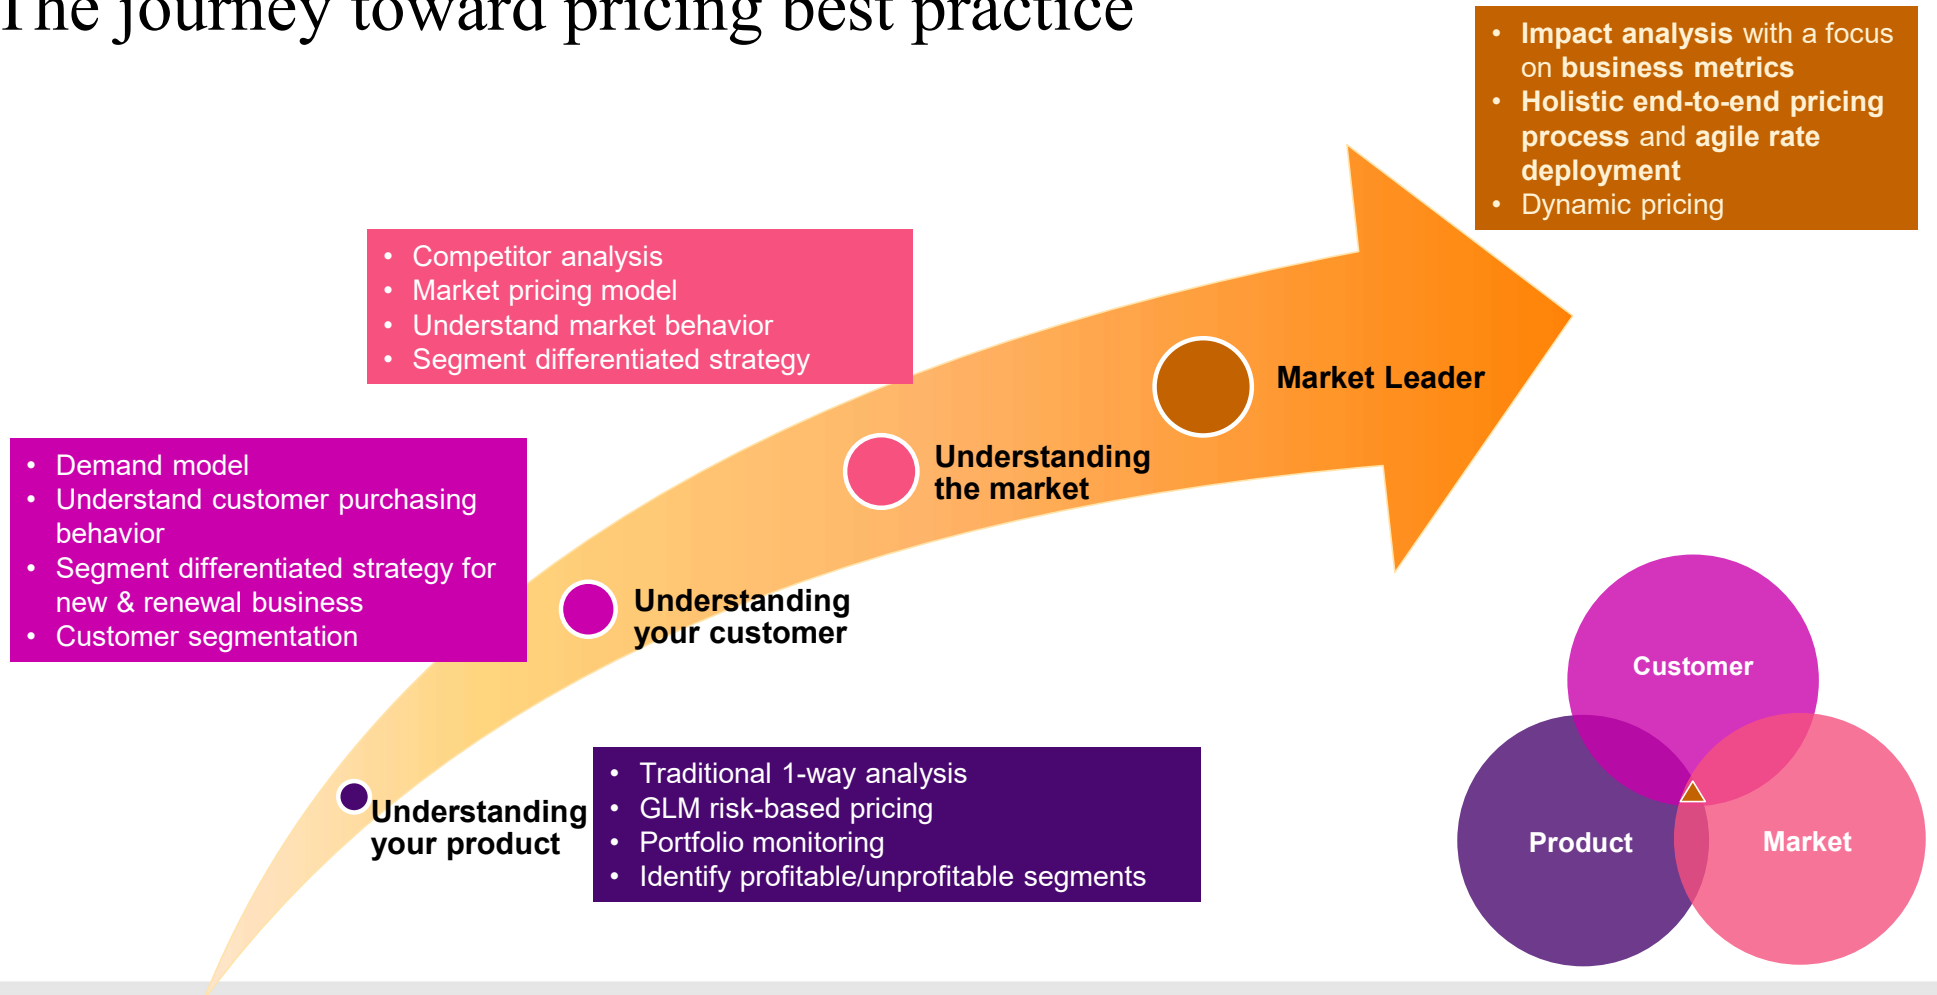 The journey toward pricing best practice
• Impact analysis with a focus
on business metrics
• Holistic end-to-end pricing
process and agile rate
deployment
• Dynamic pricing
• Competitor analysis
• Market pricing model
• Understand market behavior
• Segment differentiated strategy
Market Leader
• Demand model
• Understand customer purchasing
behavior
• Segment differentiated strategy for
new & renewal business
• Customer segmentation
Understanding
the market
Understanding
your customer
Understanding
your product
• Traditional 1-way analysis
• GLM risk-based pricing
• Portfolio monitoring
• Identify profitable/unprofitable segments
Customer
Product
Market